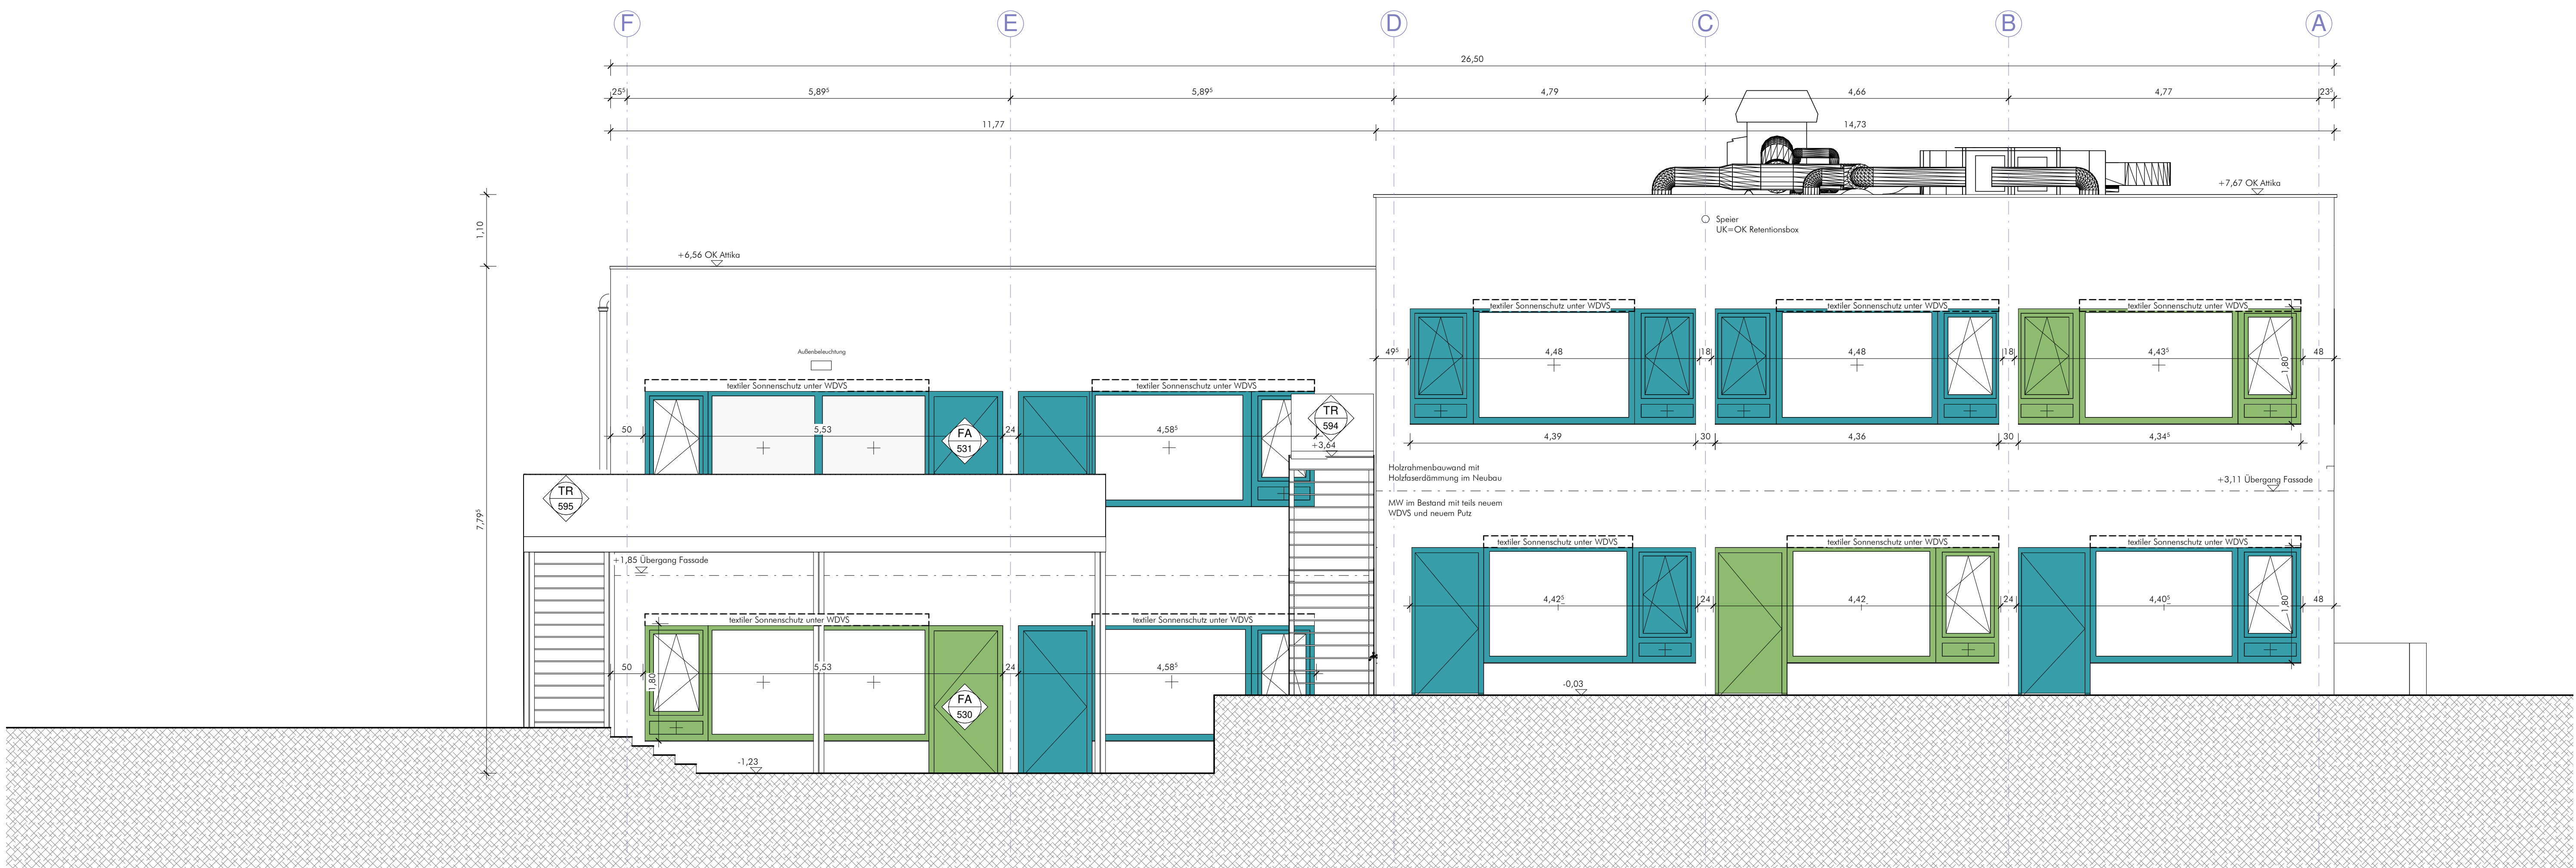 F E D C B A
26,50
25⁵ 5,89⁵ 5,89⁵ 4,79 4,66 4,77 23⁵
11,77 14,73
+7,67 OK Attika
1,10
Speier
UK=OK Retentionsbox
+6,56 OK Attika
textiler Sonnenschutz unter WDVS textiler Sonnenschutz unter WDVS textiler Sonnenschutz unter WDVS
Außenbeleuchtung
49⁵ 4,48 18 4,48 18 4,43⁵ 1,80 48
textiler Sonnenschutz unter WDVS textiler Sonnenschutz unter WDVS
TR
594
50 5,53 FA
531
24 4,58⁵ +3,64
4,39 30 4,36 30 4,34⁵
Holzrahmenbauwand mit
Holzfaserdämmung im Neubau
+3,11 Übergang Fassade
TR
595
MW im Bestand mit teils neuem
WDVS und neuem Putz
7,79⁵
textiler Sonnenschutz unter WDVS textiler Sonnenschutz unter WDVS textiler Sonnenschutz unter WDVS
+1,85 Übergang Fassade
4,42⁵ 24 4,42 24 4,40⁵ 1,80 48
textiler Sonnenschutz unter WDVS textiler Sonnenschutz unter WDVS
50 1,80 5,53 24 4,58⁵
-0,03
FA
530
-1,23